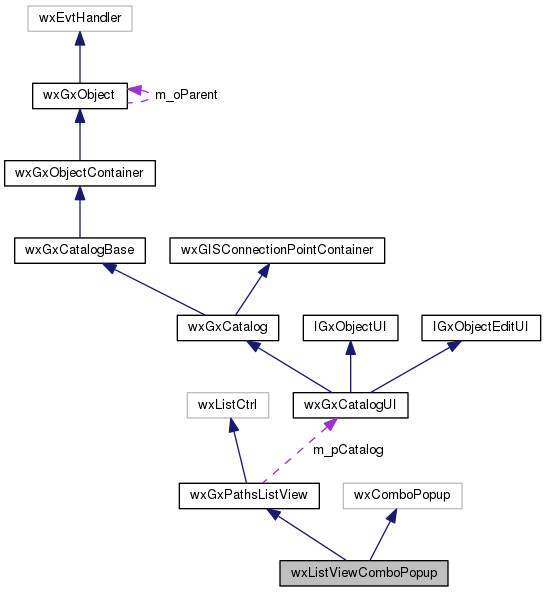 wxEvtHandler
wxGxObject
m_oParent
wxGxObjectContainer
wxGxCatalogBase
wxGISConnectionPointContainer
wxGxCatalog
IGxObjectUI
IGxObjectEditUI
wxListCtrl
wxGxCatalogUI
m_pCatalog
wxGxPathsListView
wxComboPopup
wxListViewComboPopup